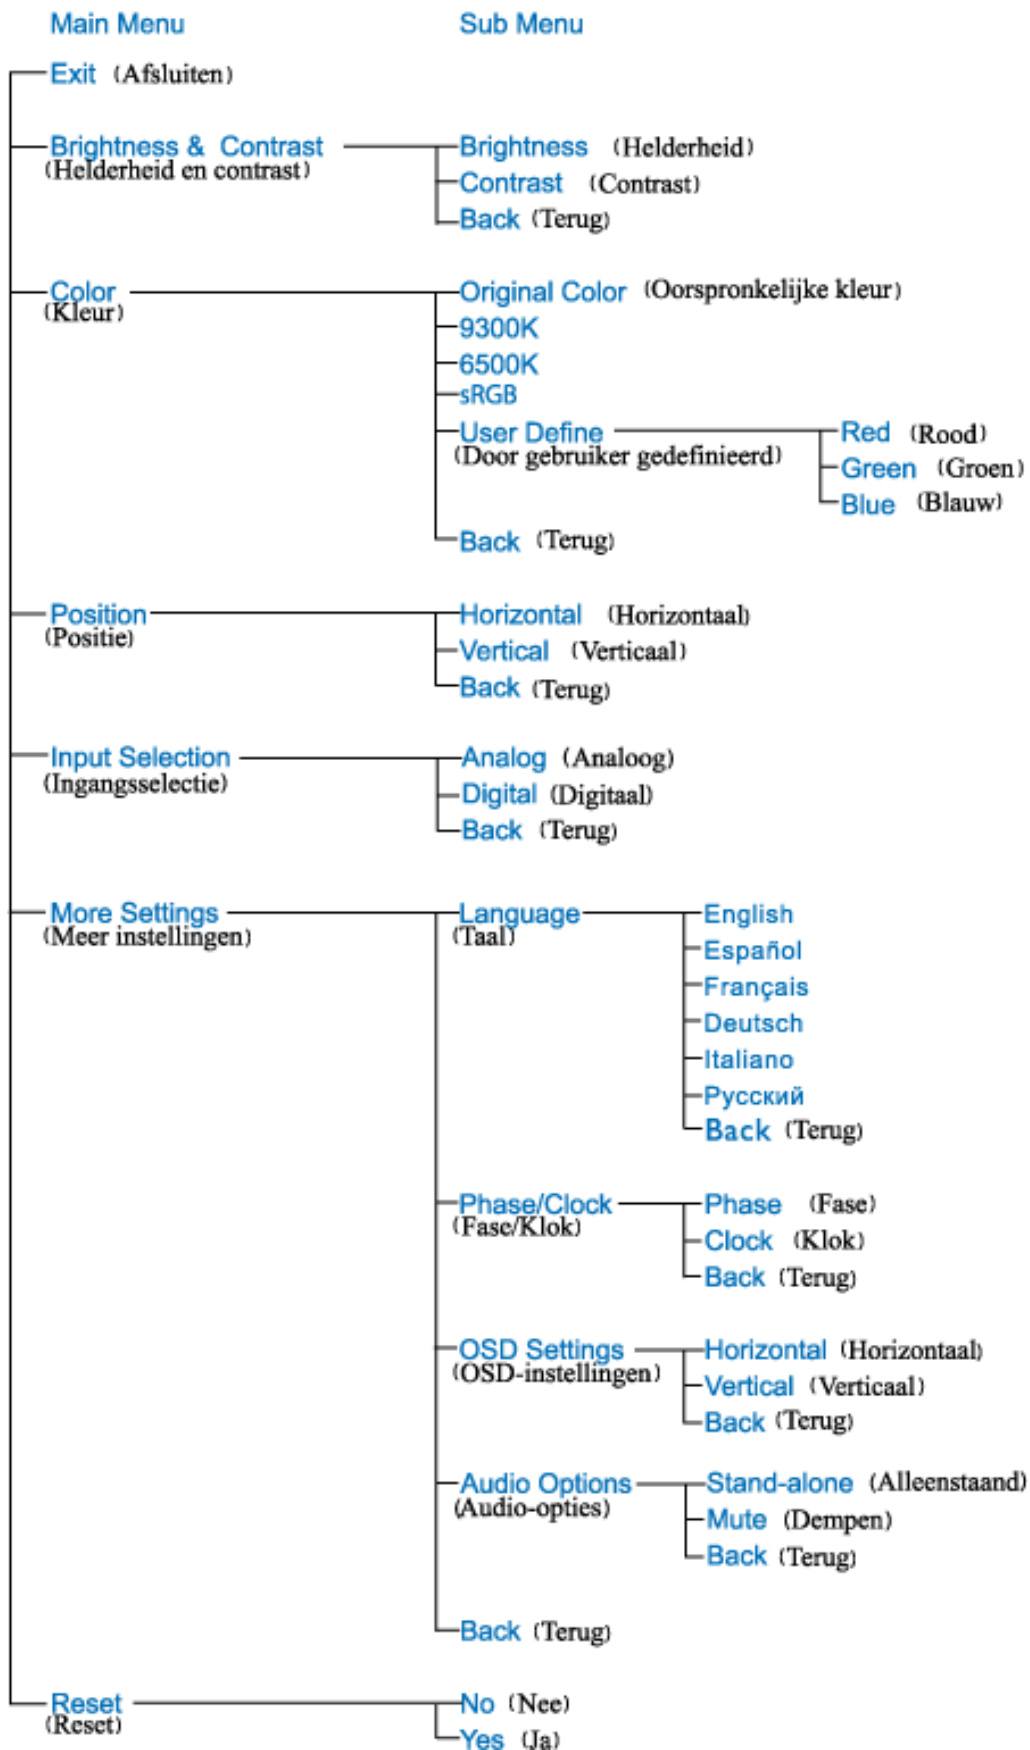 Main Menu Sub Menu
Exit (Afsluiten)
Brightness & Contrast Brightness (Helderheid)
(Helderheid en contrast)
Contrast (Contrast)
Back (Terug)
Color Original Color (Oorspronkelijke kleur)
(Kleur)
9300K
6500K
sRGB
User Define Red (Rood)
(Door gebruiker gedefinieerd)
Green (Groen)
Blue (Blauw)
Back (Terug)
Position Horizontal (Horizontaal)
(Positie)
Vertical (Verticaal)
Back (Terug)
Input Selection Analog (Analoog)
(Ingangsselectie)
Digital (Digitaal)
Back (Terug)
More Settings Language English
(Meer instellingen) (Taal)
Español
Français
Deutsch
Italiano
Русский
Back (Terug)
Phase/Clock Phase (Fase)
(Fase/Klok)
Clock (Klok)
Back (Terug)
OSD Settings Horizontal (Horizontaal)
(OSD-instellingen)
Vertical (Verticaal)
Back (Terug)
Audio Options Stand-alone (Alleenstaand)
(Audio-opties)
Mute (Dempen)
Back (Terug)
Back (Terug)
Reset No (Nee)
(Reset)
Yes (Ja)